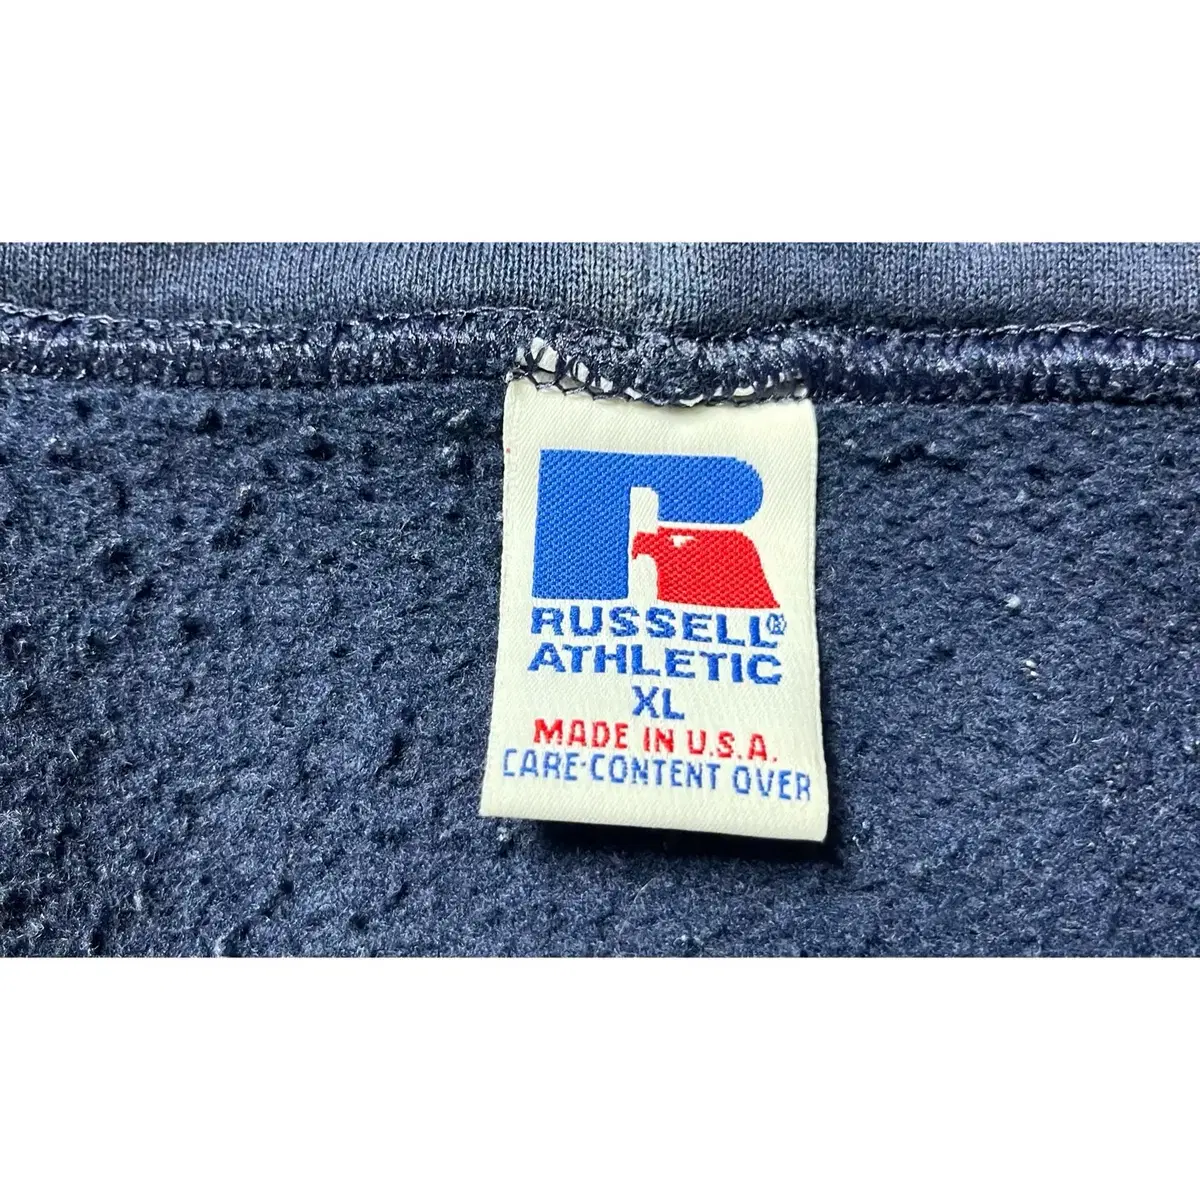 RUSSELL®
ATHLETIC
XL
MADE IN U.S.A.
CARE-CONTENT OVER